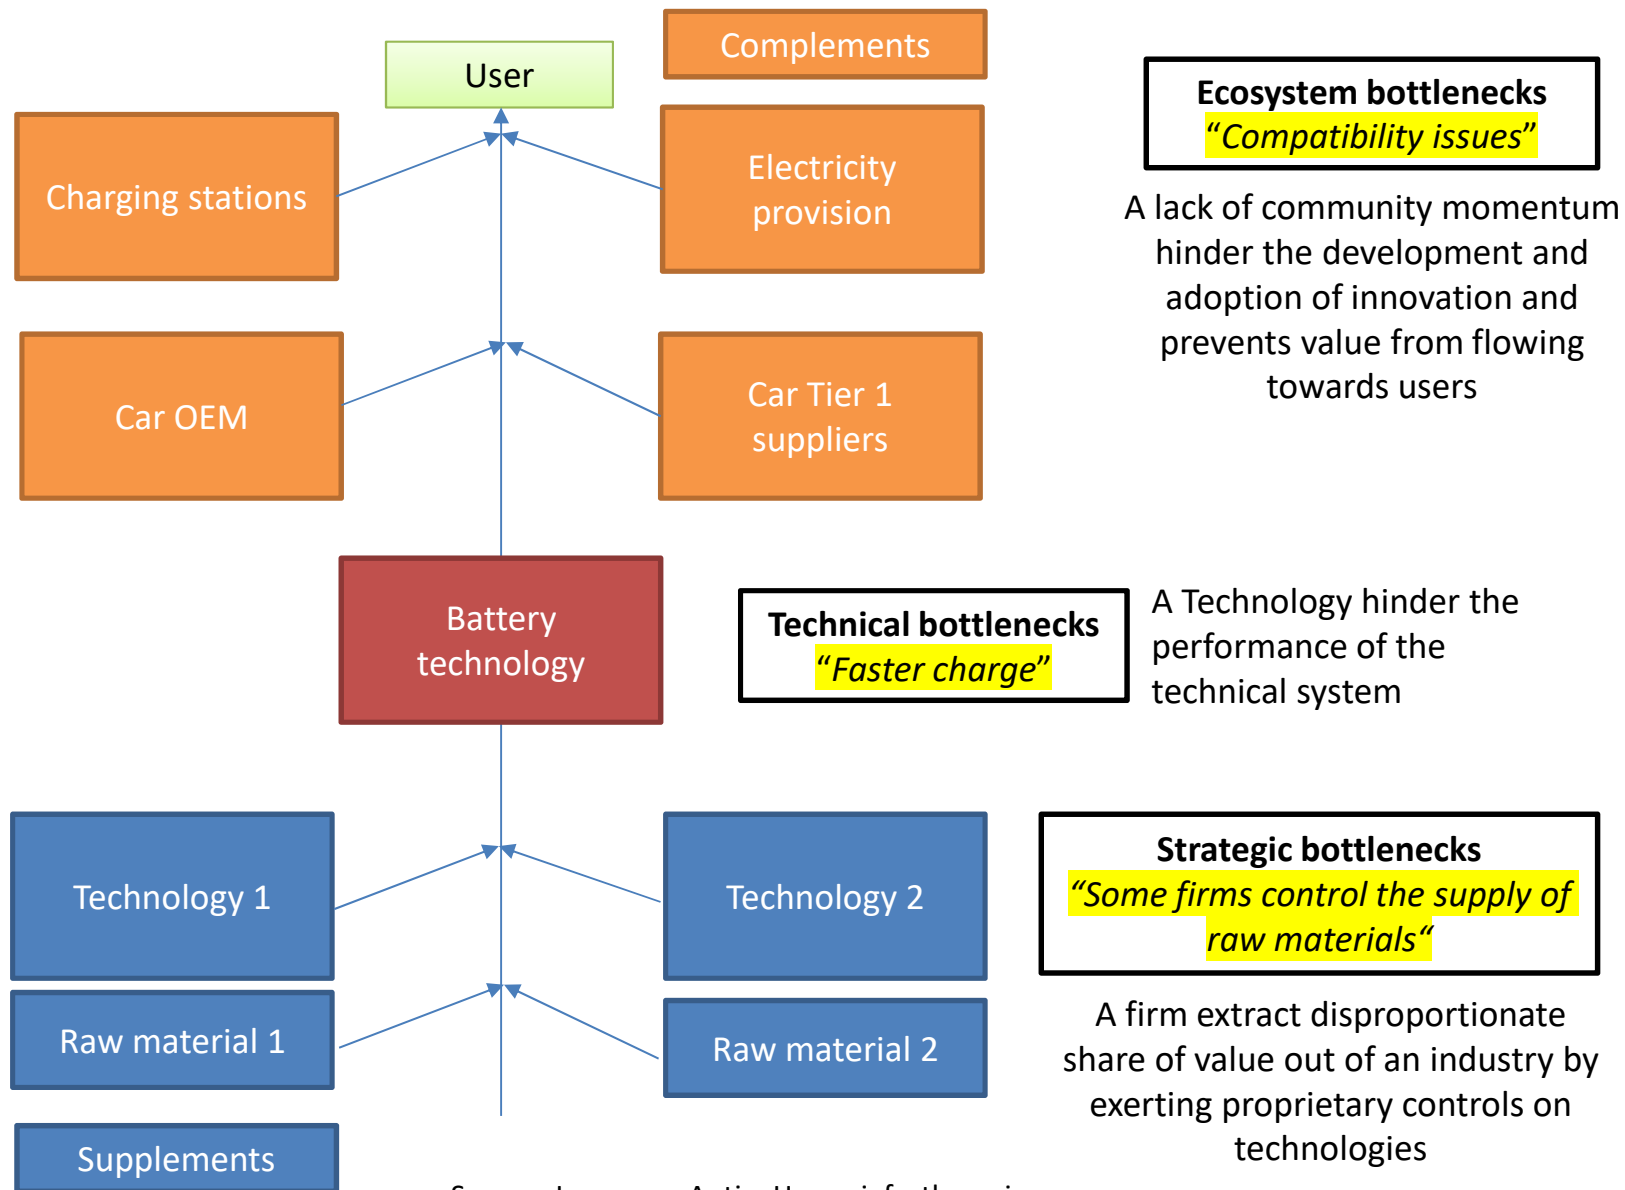 Complements
User
Ecosystem bottlenecks
“Compatibility issues”
Charging stations
Electricity
provision
A lack of community momentum
hinder the development and
adoption of innovation and
prevents value from flowing
towards users
Car OEM
Car Tier 1
suppliers
Battery
technology
Technical bottlenecks
“Faster charge”
A Technology hinder the
performance of the
technical system
Technology 1
Technology 2
Strategic bottlenecks
“Some firms control the supply of
raw materials“
Raw material 1
Raw material 2
A firm extract disproportionate
share of value out of an industry by
exerting proprietary controls on
technologies
Supplements